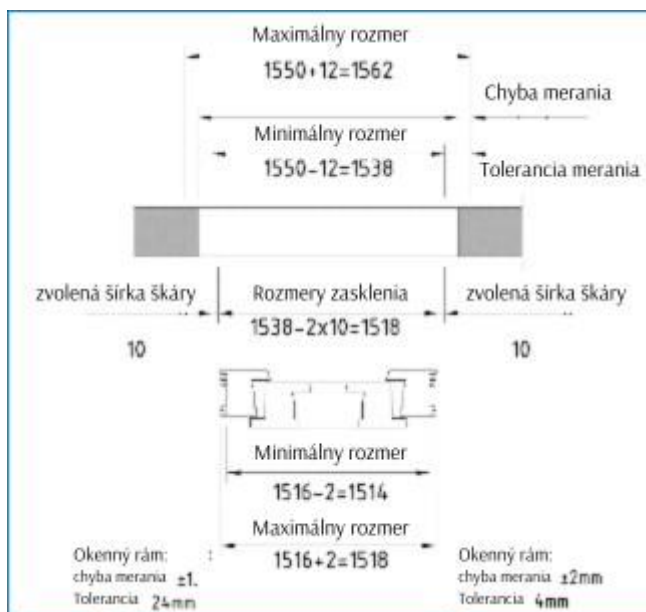 Maximálny rozmer
1550+12=1562
Chyba merania
Minimálny rozmer
1550-12=1538
Tolerancia merania
zvolená šírka škáry
Rozmery zasklenia
zvolená šírka škáry
1538-2x10=1518
10
10
Minimálny rozmer
1516-2=1514
Maximálny rozmer
1516+2=1518
Okenný rám: :
chyba merania ±1.
Tolerancia 24mm
Okenný rám:
chyba merania ±2mm
Tolerancia 4mm